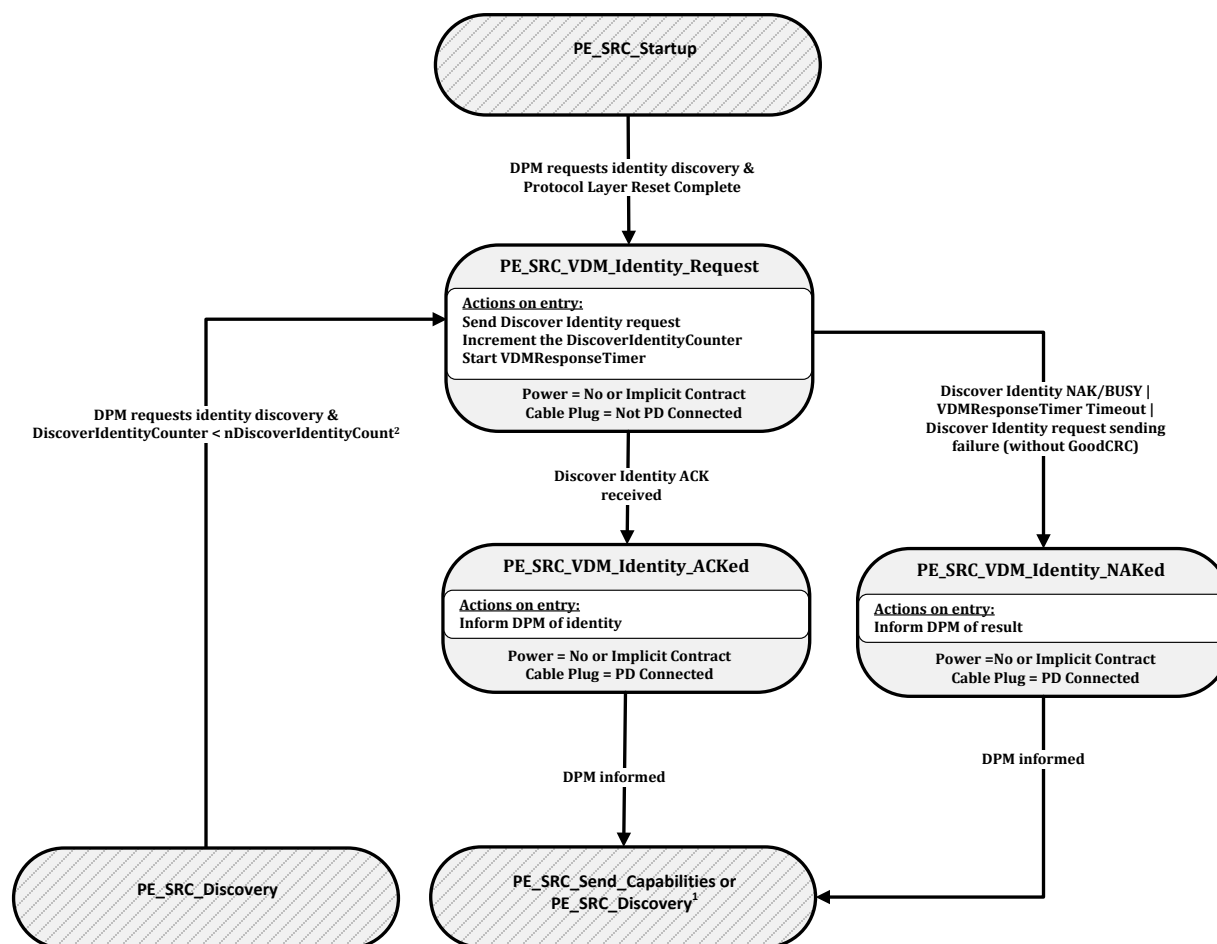 PE_SRC_Startup
DPM requests identity discovery &
Protocol Layer Reset Complete
PE_SRC_VDM_Identity_Request
Actions on entry:
Send Discover Identity request
Increment the DiscoverIdentityCounter
Start VDMResponseTimer
Power = No or Implicit Contract
Cable Plug = Not PD Connected
DPM requests identity discovery &
DiscoverIdentityCounter < nDiscoverIdentityCount²
Discover Identity NAK/BUSY |
VDMResponseTimer Timeout |
Discover Identity request sending
failure (without GoodCRC)
Discover Identity ACK
received
PE_SRC_VDM_Identity_ACKed
Actions on entry:
Inform DPM of identity
Power = No or Implicit Contract
Cable Plug = PD Connected
PE_SRC_VDM_Identity_NAKed
Actions on entry:
Inform DPM of result
Power =No or Implicit Contract
Cable Plug = PD Connected
DPM informed
DPM informed
PE_SRC_Discovery
PE_SRC_Send_Capabilities or
PE_SRC_Discovery¹